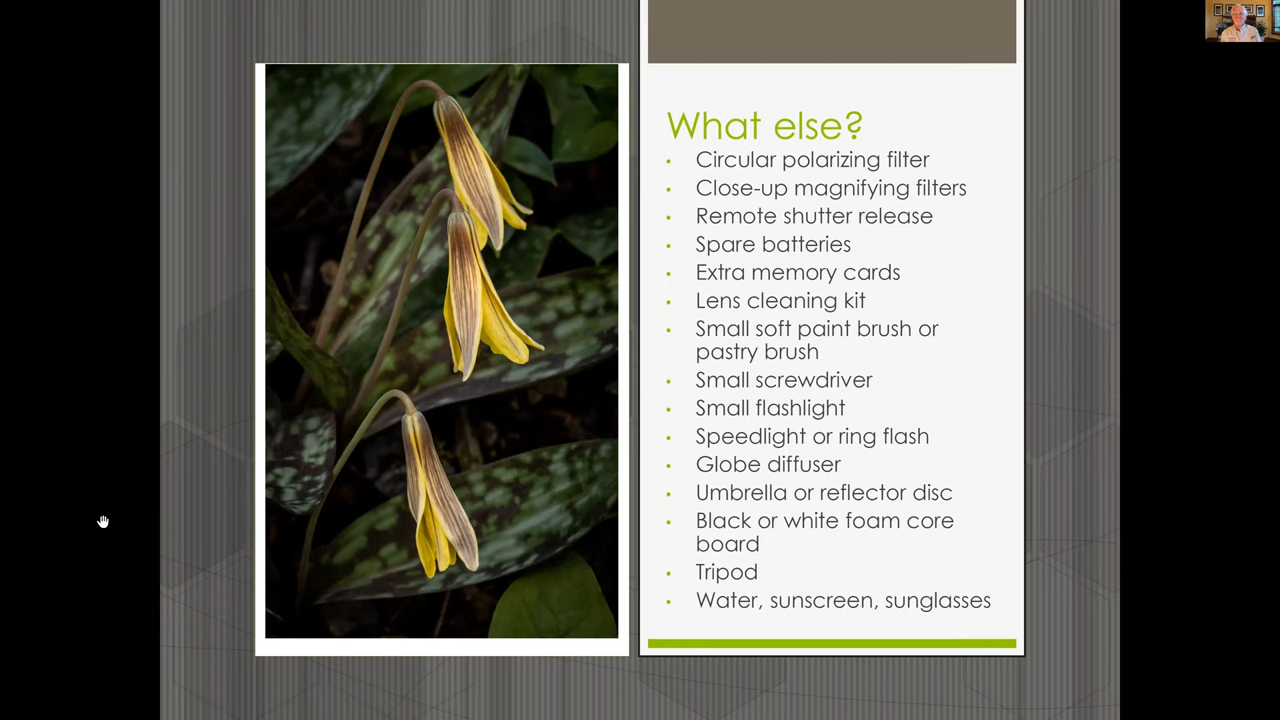 What else?
• Circular polarizing filter
• Close-up magnifying filters
• Remote shutter release
• Spare batteries
• Extra memory cards
• Lens cleaning kit
• Small soft paint brush or
pastry brush
• Small screwdriver
• Small flashlight
• Speedlight or ring flash
• Globe diffuser
• Umbrella or reflector disc
• Black or white foam core
board
• Tripod
• Water, sunscreen, sunglasses